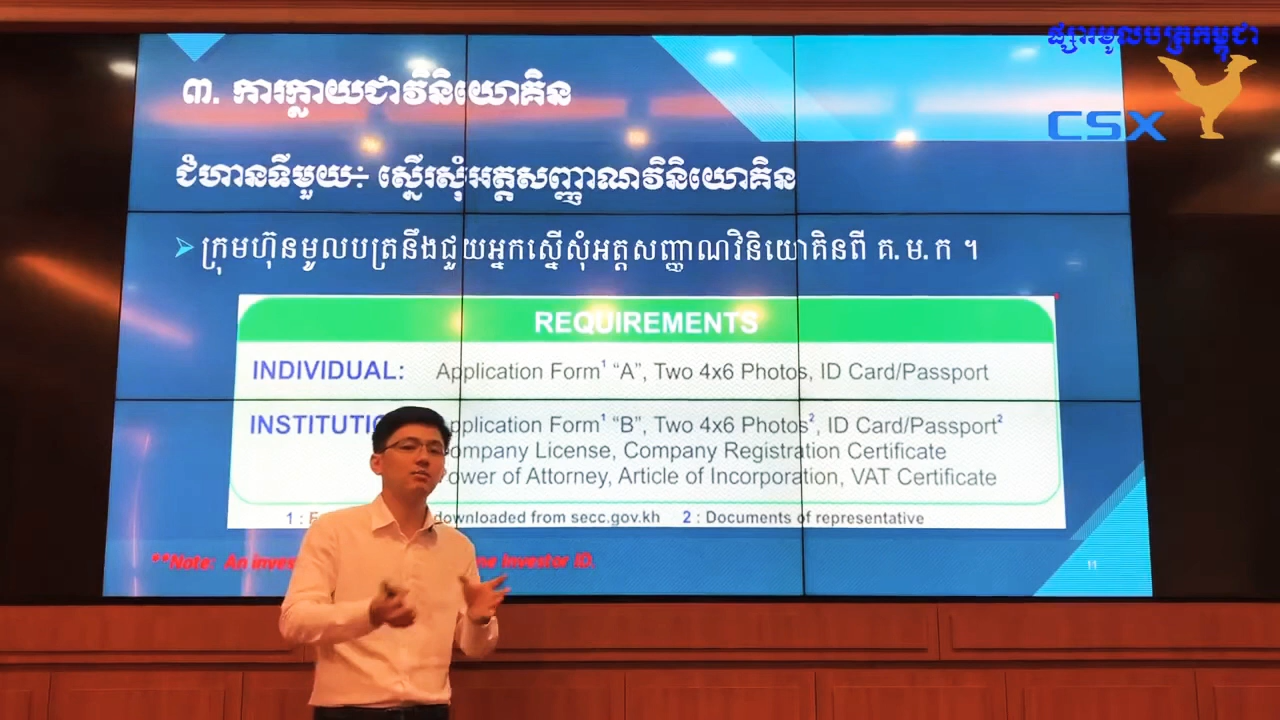 ផ្សារមូលបត្រកម្ពុជា
CSX
៣. ការក្លាយជាវិនិយោគិន
ជំហានទីមួយ÷ ស្នើរសុំអត្តសញ្ញាណវិនិយោគិន
ក្រុមហ៊ុនមូលបត្រនឹងជួយអ្នកស្នើសុំអត្តសញ្ញាណវិនិយោគិនពី គ. ម. ក ។
REQUIREMENTS
INDIVIDUAL: Application Form¹ “A”, Two 4x6 Photos, ID Card/Passport
Application Form¹ “B”, Two 4x6 Photos², ID Card/Passport²
Company License, Company Registration Certificate
Power of Attorney, Article of Incorporation, VAT Certificate
1 : downloaded from secc.gov.kh 2 : Documents of representative
**Note: An Investor ID.
11